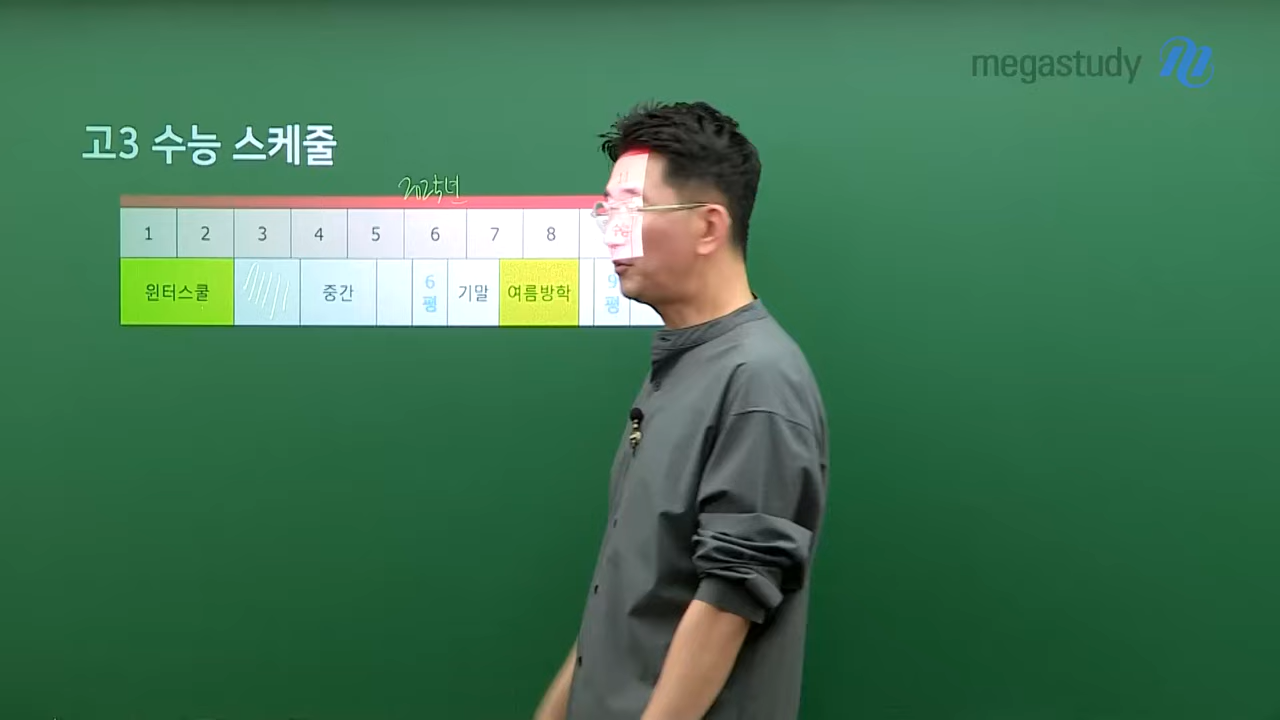 megastudy
고3 수능 스케줄
2025년
1 2 3 4 5 6 7 8
윈터스쿨 중간 6평 기말 여름방학 9평